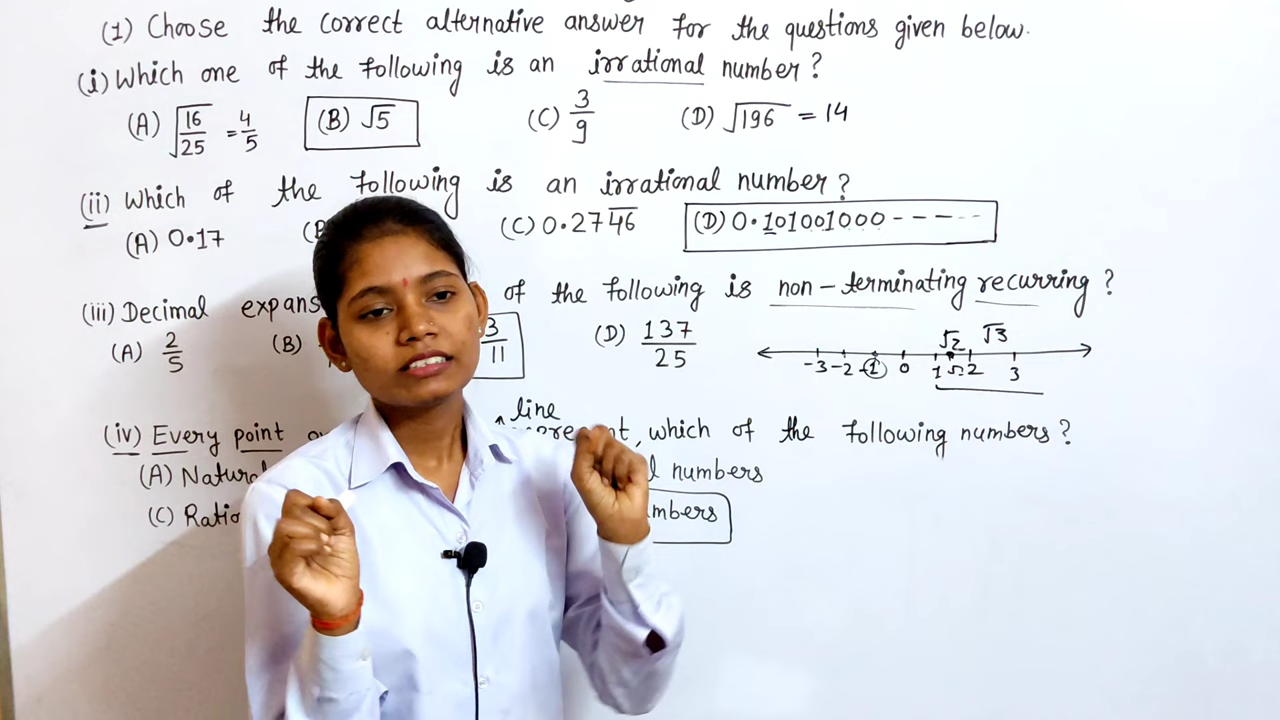 (1) Choose the correct alternative answer for the questions given below.
(i) Which one of the following is an irrational number?
(A) √16/25 = 4/5 (B) √5 (C) 3/9 (D) √196 = 14
(ii) Which of the following is an irrational number?
(A) 0.17 (B (C) 0.274̅6̅ (D) 0.101001000-----
(iii) Decimal expans of the following is non-terminating recurring?
(A) 2/5 (B) 3/11 (D) 137/25
√2 √3
-3 -2 -1 0 1 √2 2 3
line
(iv) Every point which of the following numbers?
(A) Natura numbers
(C) Ratio mbers